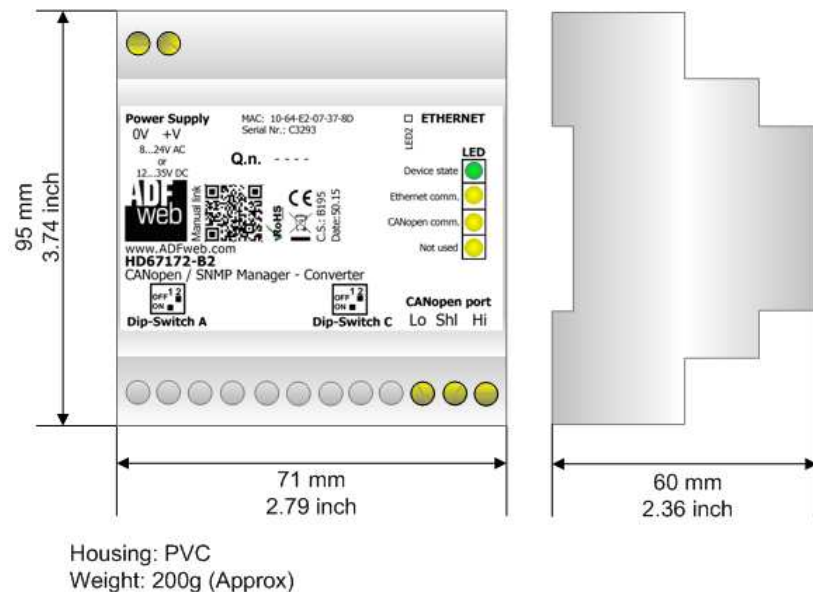 Power Supply
0V +V
8...24V AC
or
12...35V DC
MAC: 10-64-E2-07-37-8D
Serial Nr.: C3293
Q.n. - - - -
LED2
ETHERNET
LED
Device state
Ethernet comm.
CANopen comm.
Not used
ADF
web
Manual link
RoHS
CE
C.S.: B195
Date:50.15
www.ADFweb.com
HD67172-B2
CANopen / SNMP Manager - Converter
OFF 1 2
ON
Dip-Switch A
OFF 1 2
ON
Dip-Switch C
CANopen port
Lo Shl Hi
95 mm
3.74 inch
71 mm
2.79 inch
60 mm
2.36 inch
Housing: PVC
Weight: 200g (Approx)